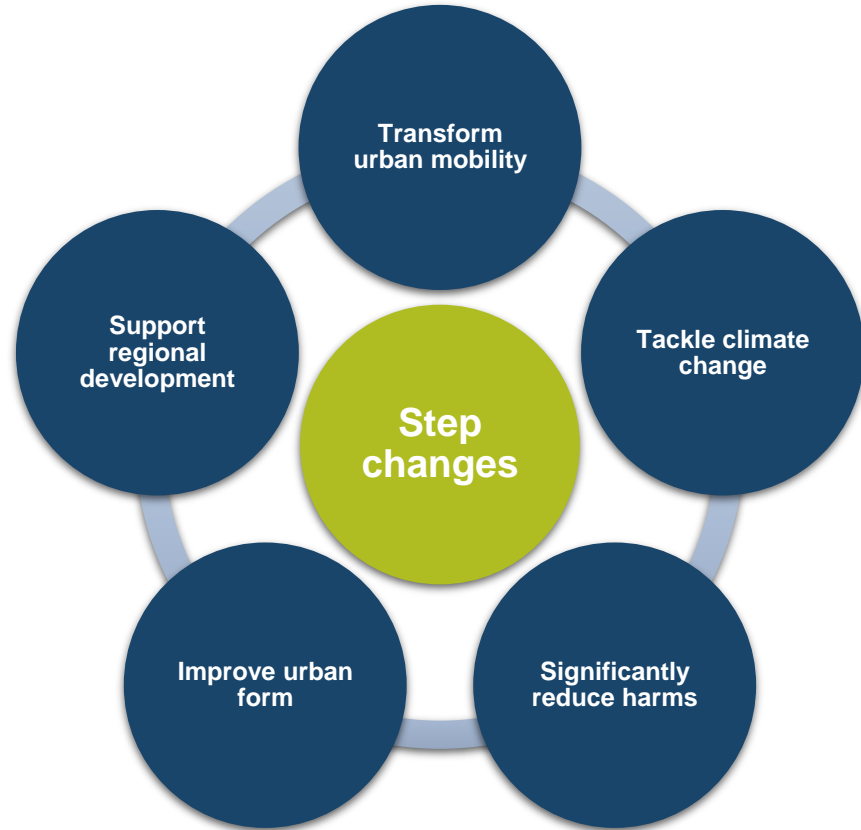 Transform
urban mobility
Support
regional
development
Tackle climate
change
Step
changes
Improve urban
form
Significantly
reduce harms